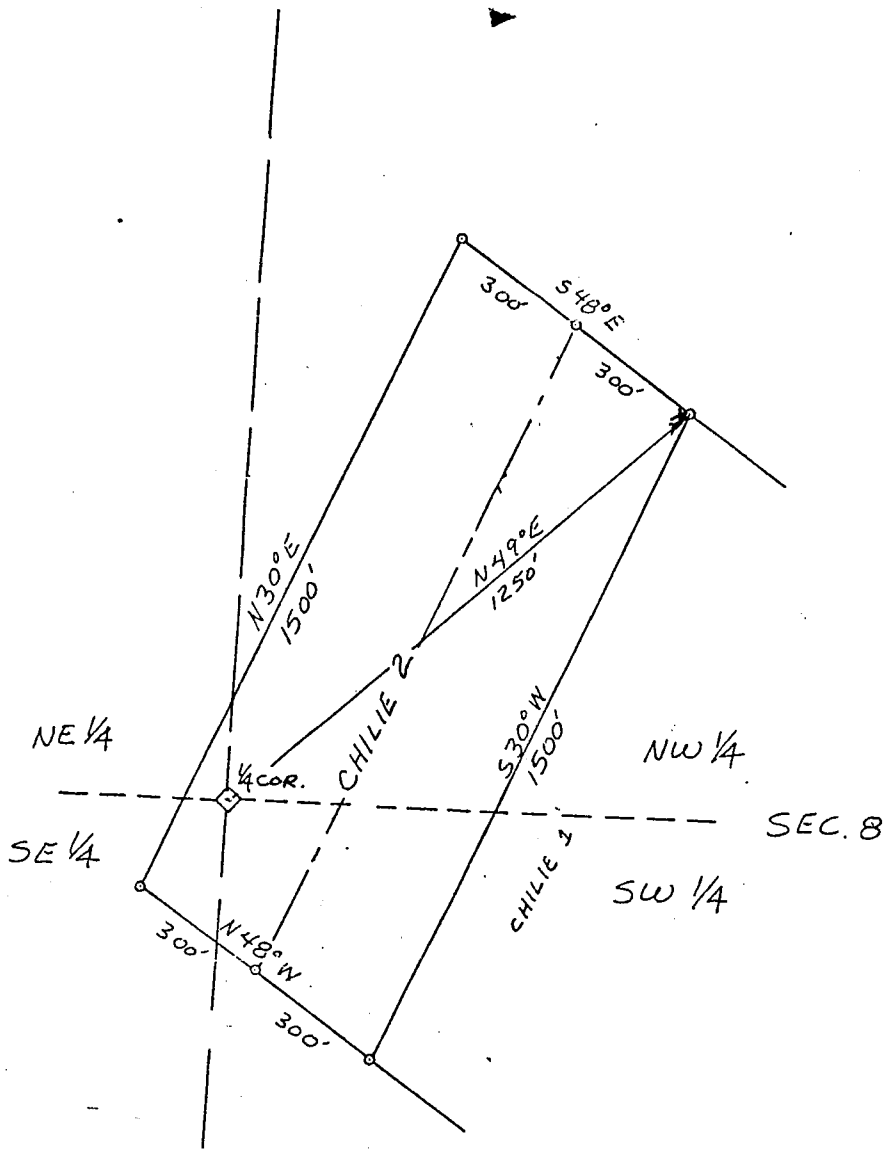 300'
S48°E
300'
N30°E
1500'
N49°E
1250'
CHILIE 2
S30°W
1500'
NE 1/4
NW 1/4
1/4 COR.
SEC. 8
SE 1/4
CHILIE 1
SW 1/4
300'
N48°W
300'